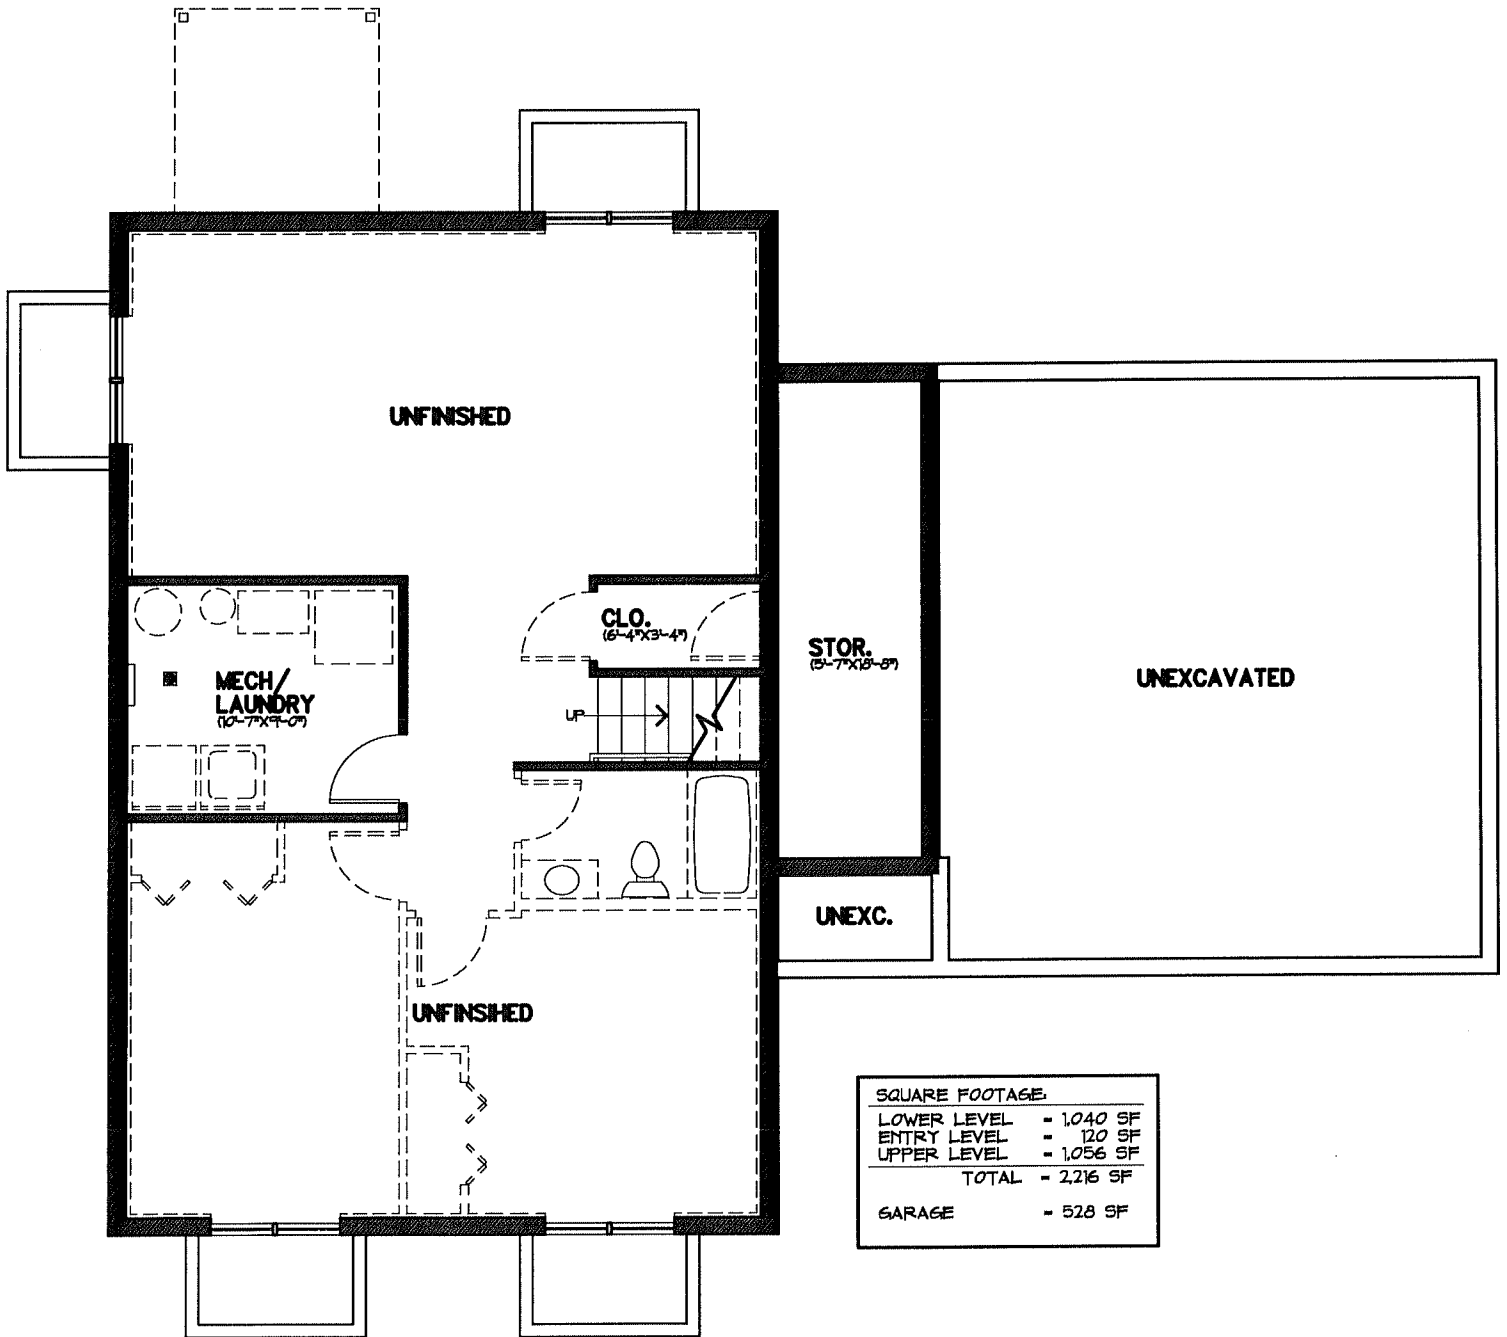 UNFINISHED
CLO.
(6'-4"X3'-4")
STOR.
(5'-7"X18'-8")
MECH/
LAUNDRY
(10'-7"X9'-0")
UP
UNEXCAVATED
UNEXC.
UNFINSIHED
SQUARE FOOTAGE:
LOWER LEVEL = 1,040 SF
ENTRY LEVEL = 120 SF
UPPER LEVEL = 1,056 SF
TOTAL = 2,216 SF
GARAGE = 528 SF